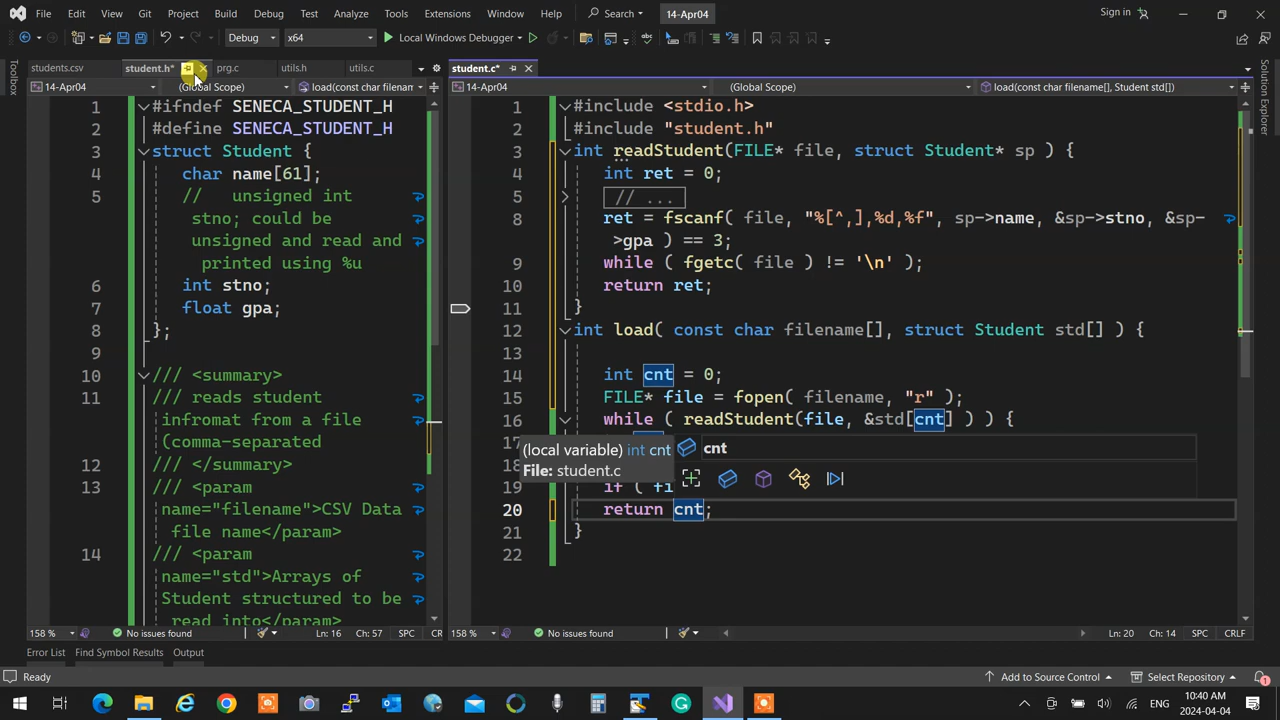 File Edit View Git Project Build Debug Test Analyze Tools Extensions Window Help Search 14-Apr04 Sign in
Debug x64 Local Windows Debugger
students.csv student.h* prg.c utils.h utils.c student.c*
14-Apr04 (Global Scope) load(const char filenam 14-Apr04 (Global Scope) load(const char filename[], Student std[])
Toolbox
Solution Explorer
1 #ifndef SENECA_STUDENT_H
2 #define SENECA_STUDENT_H
3 struct Student {
4 char name[61];
5 // unsigned int
stno; could be
unsigned and read and
printed using %u
6 int stno;
7 float gpa;
8 };
9
10 /// <summary>
11 /// reads student
infromat from a file
(comma-separated
12 /// </summary>
13 /// <param
name="filename">CSV Data
file name</param>
14 /// <param
name="std">Arrays of
Student structured to be
read into</param>
1 #include <stdio.h>
2 #include "student.h"
3 int readStudent(FILE* file, struct Student* sp ) {
4 int ret = 0;
5 // ...
8 ret = fscanf( file, "%[^,],%d,%f", sp->name, &sp->stno, &sp-
>gpa ) == 3;
9 while ( fgetc( file ) != '\n' );
10 return ret;
11 }
12 int load( const char filename[], struct Student std[] ) {
13
14 int cnt = 0;
15 FILE* file = fopen( filename, "r" );
16 while ( readStudent(file, &std[cnt] ) ) {
17
(local variable) int cnt
File: student.c
cnt
18
19 if ( fi
20 return cnt;
21 }
22
158 % No issues found Ln: 16 Ch: 57 SPC CR 158 % No issues found Ln: 20 Ch: 14 SPC CRLF
Error List Find Symbol Results Output
Ready Add to Source Control Select Repository 1
ENG 10:40 AM
2024-04-04